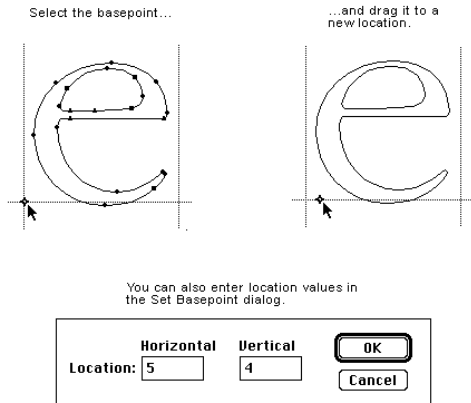 Select the basepoint...
...and drag it to a
new location.
You can also enter location values in
the Set Basepoint dialog.
Horizontal Vertical
Location: 5 4
OK
Cancel